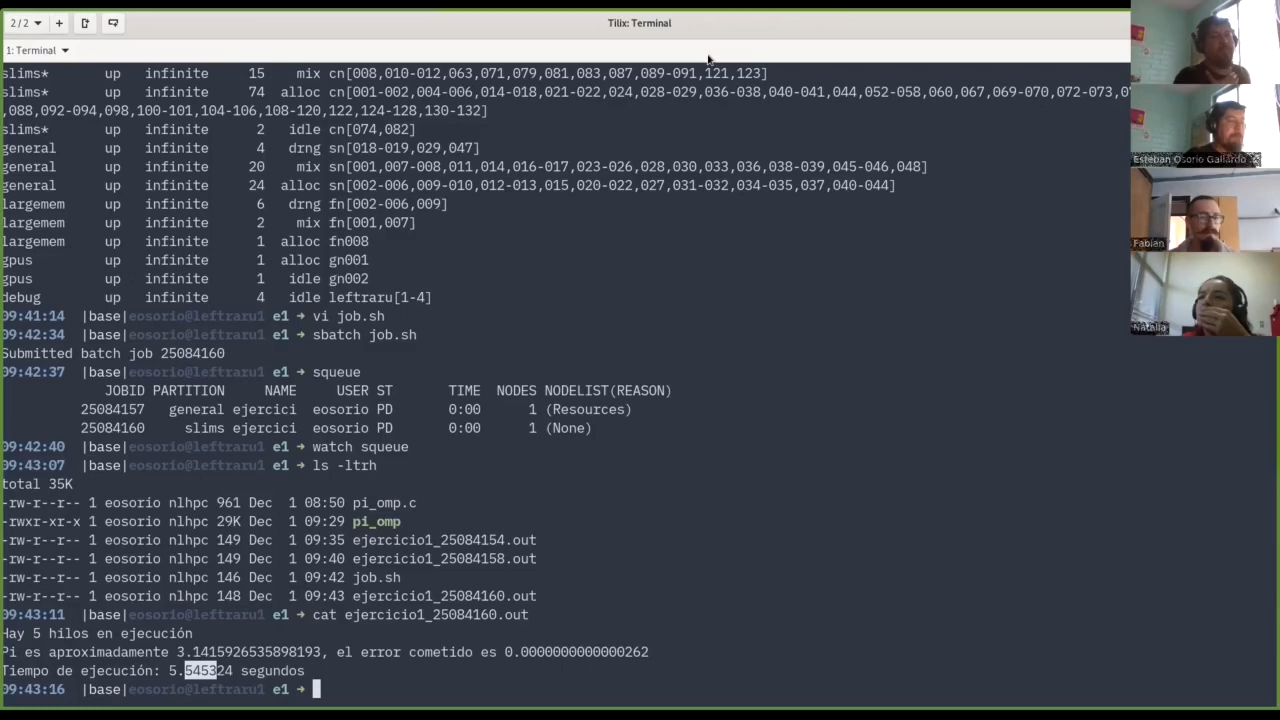 2 / 2
Tilix: Terminal
1: Terminal
slims* up infinite 15 mix cn[008,010-012,063,071,079,081,083,087,089-091,121,123]
slims* up infinite 74 alloc cn[001-002,004-006,014-018,021-022,024,028-029,036-038,040-041,044,052-058,060,067,069-070,072-073,0
,088,092-094,098,100-101,104-106,108-120,122,124-128,130-132]
slims* up infinite 2 idle cn[074,082]
general up infinite 4 drng sn[018-019,029,047]
general up infinite 20 mix sn[001,007-008,011,014,016-017,023-026,028,030,033,036,038-039,045-046,048]
general up infinite 24 alloc sn[002-006,009-010,012-013,015,020-022,027,031-032,034-035,037,040-044]
largemem up infinite 6 drng fn[002-006,009]
largemem up infinite 2 mix fn[001,007]
largemem up infinite 1 alloc fn008
gpus up infinite 1 alloc gn001
gpus up infinite 1 idle gn002
debug up infinite 4 idle leftraru[1-4]
09:41:14 |base|eosorio@leftraru1 e1 → vi job.sh
09:42:34 |base|eosorio@leftraru1 e1 → sbatch job.sh
Submitted batch job 25084160
09:42:37 |base|eosorio@leftraru1 e1 → squeue
JOBID PARTITION NAME USER ST TIME NODES NODELIST(REASON)
25084157 general ejercici eosorio PD 0:00 1 (Resources)
25084160 slims ejercici eosorio PD 0:00 1 (None)
09:42:40 |base|eosorio@leftraru1 e1 → watch squeue
09:43:07 |base|eosorio@leftraru1 e1 → ls -ltrh
total 35K
-rw-r--r-- 1 eosorio nlhpc 961 Dec 1 08:50 pi_omp.c
-rwxr-xr-x 1 eosorio nlhpc 29K Dec 1 09:29 pi_omp
-rw-r--r-- 1 eosorio nlhpc 149 Dec 1 09:35 ejercicio1_25084154.out
-rw-r--r-- 1 eosorio nlhpc 149 Dec 1 09:40 ejercicio1_25084158.out
-rw-r--r-- 1 eosorio nlhpc 146 Dec 1 09:42 job.sh
-rw-r--r-- 1 eosorio nlhpc 148 Dec 1 09:43 ejercicio1_25084160.out
09:43:11 |base|eosorio@leftraru1 e1 → cat ejercicio1_25084160.out
Hay 5 hilos en ejecución
Pi es aproximadamente 3.1415926535898193, el error cometido es 0.0000000000000262
Tiempo de ejecución: 5.545324 segundos
09:43:16 |base|eosorio@leftraru1 e1 →
Esteban Osorio Gallardo
Fabian
Natalia